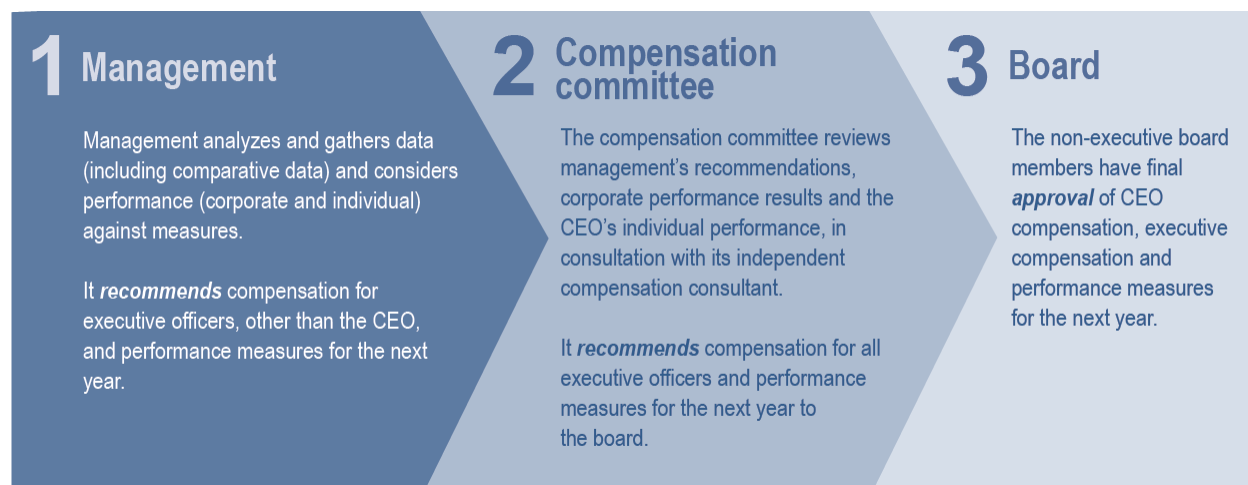 1 Management
Management analyzes and gathers data
(including comparative data) and considers
performance (corporate and individual)
against measures.
It recommends compensation for
executive officers, other than the CEO,
and performance measures for the next
year.
2 Compensation
committee
The compensation committee reviews
management’s recommendations,
corporate performance results and the
CEO’s individual performance, in
consultation with its independent
compensation consultant.
It recommends compensation for all
executive officers and performance
measures for the next year to
the board.
3 Board
The non-executive board
members have final
approval of CEO
compensation, executive
compensation and
performance measures
for the next year.